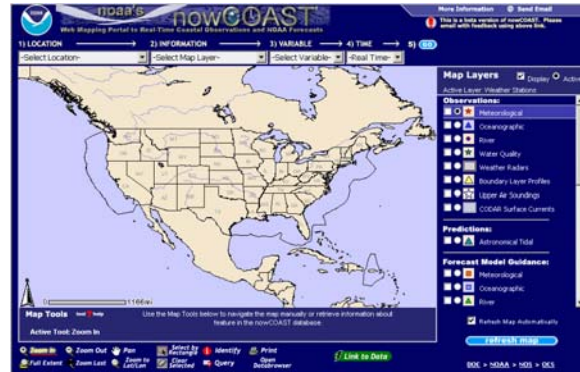 noaa's
nowCOAST
Web Mapping Portal to Real-Time Coastal Observations and NOAA Forecasts
More Information Send Email
This is a beta version of nowCOAST. Please
email with feedback using above link.
1) LOCATION 2) INFORMATION 3) VARIABLE 4) TIME 5) GO
-Select Location- -Select Map Layer- -Select Variable- -Real Time-
Map Layers Display Active
Active Layer: Weather Stations
Observations:
Meteorological
Oceanographic
River
Water Quality
Weather Radars
Boundary Layer Profiles
Upper Air Soundings
CODAR Surface Currents
Predictions:
Astronomical Tidal
Forecast Model Guidance:
Meteorological
Oceanographic
River
Refresh Map Automatically
refresh map
DOC > NOAA > NOS > OCS
0 1166mi
Map Tools
Use the Map Tools below to navigate the map manually or retrieve information about
feature in the nowCOAST database.
Active Tool: Zoom In
Zoom In Zoom Out Pan Select by Rectangle Identify Print
Full Extent Zoom Last Zoom to Lat/Lon Clear Selected Query Open Databrowser
Link to Data